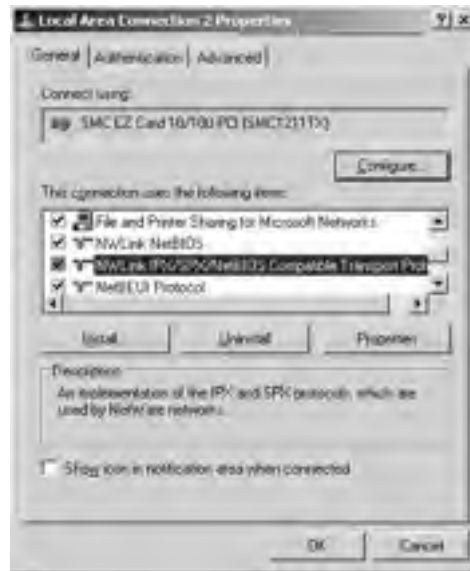 Local Area Connection 2 Properties
General Authentication Advanced
Connect using:
SMC EZ Card 10/100 PCI (SMC1211TX)
Configure...
This connection uses the following items:
File and Printer Sharing for Microsoft Networks
NWLink NetBIOS
NWLink IPX/SPX/NetBIOS Compatible Transport Prot
NetBEUI Protocol
Install Uninstall Properties
Description
An implementation of the IPX and SPX protocols, which are
used by NetWare networks.
Show icon in notification area when connected
OK Cancel